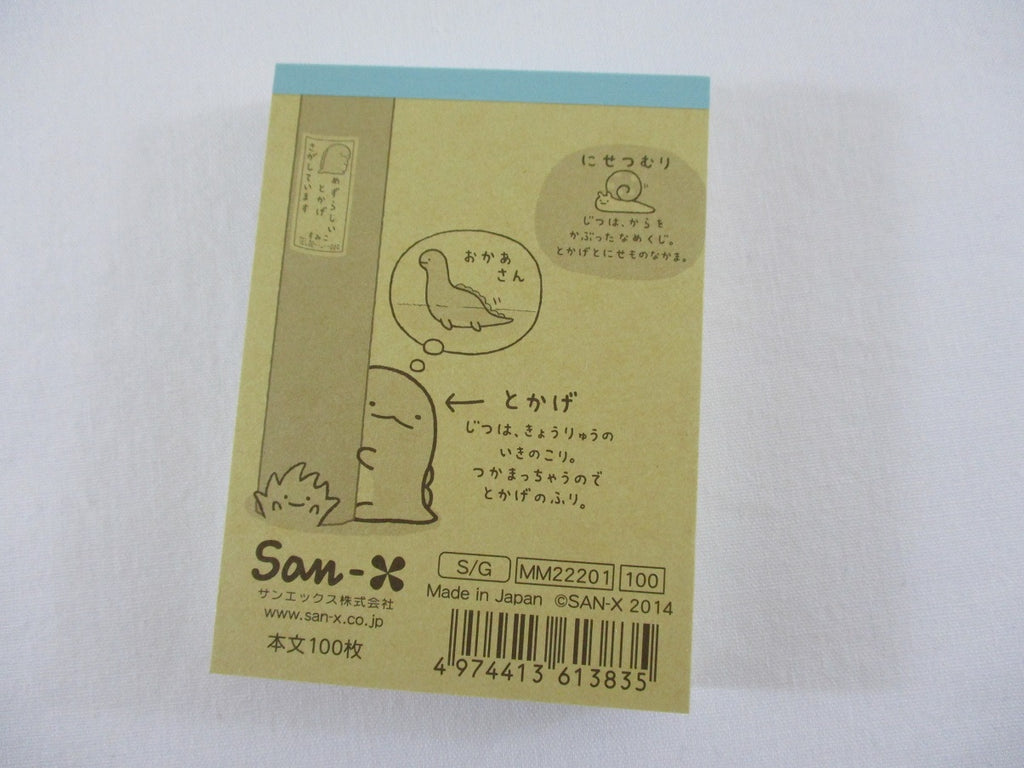 めずらしい
とかげ
さがしています
にせつむり
じつは、からを
かぶったなめくじ。
とかげとにせものなかま。
おかあ
さん
とかげ
じつは、きょうりゅうの
いきのこり。
つかまっちゃうので
とかげのふり。
San-X
サンエックス株式会社
www.san-x.co.jp
本文100枚
S/G MM22201 100
Made in Japan ©SAN-X 2014
4 974413 613835